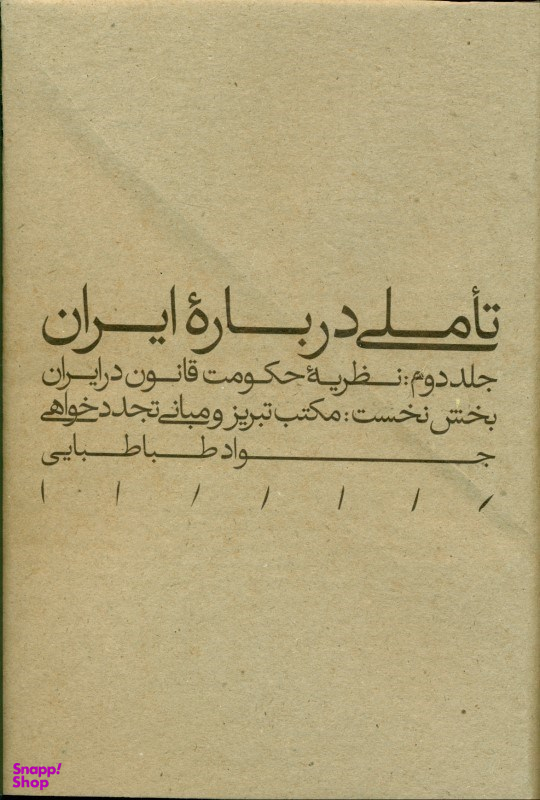 تأملی دربارهٔ ایران
جلد دوم: نظریهٔ حکومت قانون در ایران
بخش نخست: مکتب تبریز و مبانی تجددخواهی
جواد طباطبایی
Snapp!
Shop